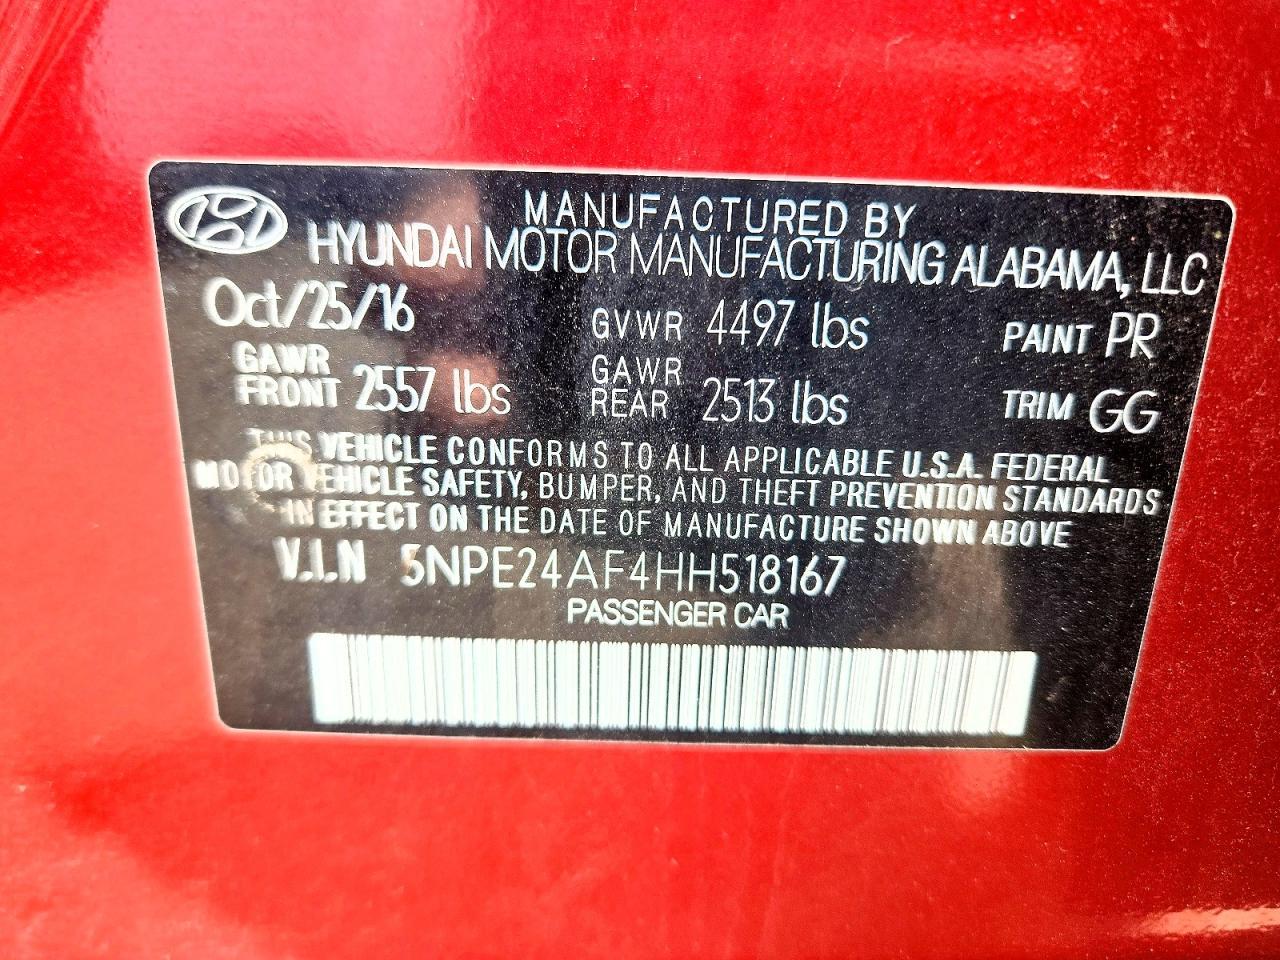 MANUFACTURED BY
HYUNDAI MOTOR MANUFACTURING ALABAMA, LLC
Oct/25/16 GVWR 4497 lbs PAINT PR
GAWR FRONT 2557 lbs GAWR REAR 2513 lbs TRIM GG
THIS VEHICLE CONFORMS TO ALL APPLICABLE U.S.A. FEDERAL
MOTOR VEHICLE SAFETY, BUMPER, AND THEFT PREVENTION STANDARDS
IN EFFECT ON THE DATE OF MANUFACTURE SHOWN ABOVE
V.I.N 5NPE24AF4HH518167
PASSENGER CAR